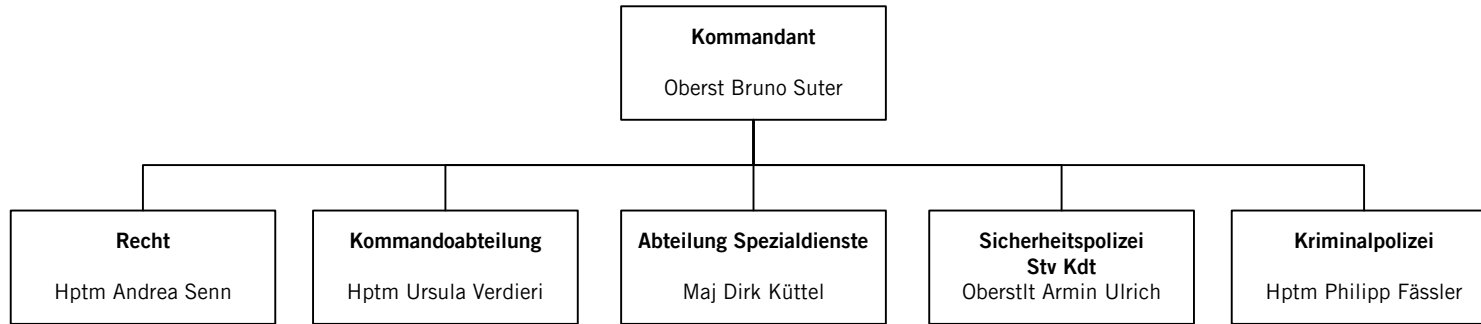 Kommandant
Oberst Bruno Suter
Recht
Hptm Andrea Senn
Kommandoabteilung
Hptm Ursula Verdieri
Abteilung Spezialdienste
Maj Dirk Küttel
Sicherheitspolizei
Stv Kdt
Oberstlt Armin Ulrich
Kriminalpolizei
Hptm Philipp Fässler